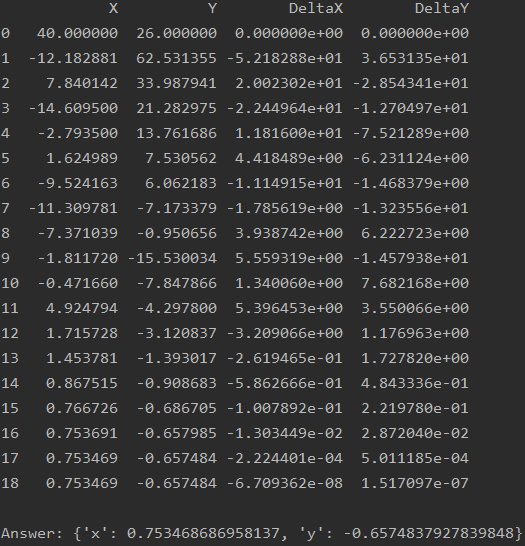 X Y DeltaX DeltaY
0 40.000000 26.000000 0.000000e+00 0.000000e+00
1 -12.182881 62.531355 -5.218288e+01 3.653135e+01
2 7.840142 33.987941 2.002302e+01 -2.854341e+01
3 -14.609500 21.282975 -2.244964e+01 -1.270497e+01
4 -2.793500 13.761686 1.181600e+01 -7.521289e+00
5 1.624989 7.530562 4.418489e+00 -6.231124e+00
6 -9.524163 6.062183 -1.114915e+01 -1.468379e+00
7 -11.309781 -7.173379 -1.785619e+00 -1.323556e+01
8 -7.371039 -0.950656 3.938742e+00 6.222723e+00
9 -1.811720 -15.530034 5.559319e+00 -1.457938e+01
10 -0.471660 -7.847866 1.340060e+00 7.682168e+00
11 4.924794 -4.297800 5.396453e+00 3.550066e+00
12 1.715728 -3.120837 -3.209066e+00 1.176963e+00
13 1.453781 -1.393017 -2.619465e-01 1.727820e+00
14 0.867515 -0.908683 -5.862666e-01 4.843336e-01
15 0.766726 -0.686705 -1.007892e-01 2.219780e-01
16 0.753691 -0.657985 -1.303449e-02 2.872040e-02
17 0.753469 -0.657484 -2.224401e-04 5.011185e-04
18 0.753469 -0.657484 -6.709362e-08 1.517097e-07
Answer: {'x': 0.753468686958137, 'y': -0.6574837927839848}